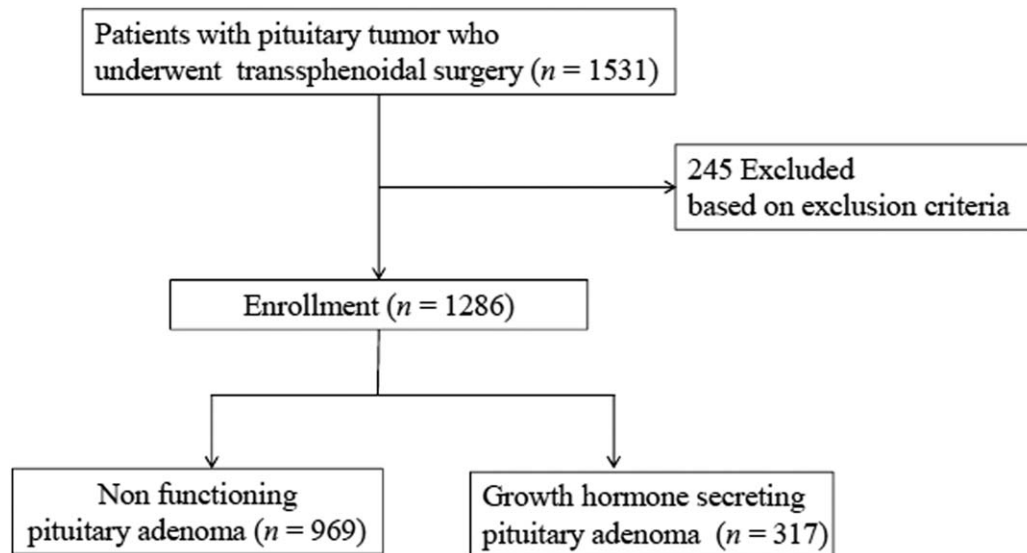 Patients with pituitary tumor who
underwent transsphenoidal surgery (n = 1531)
245 Excluded
based on exclusion criteria
Enrollment (n = 1286)
Non functioning
pituitary adenoma (n = 969)
Growth hormone secreting
pituitary adenoma (n = 317)